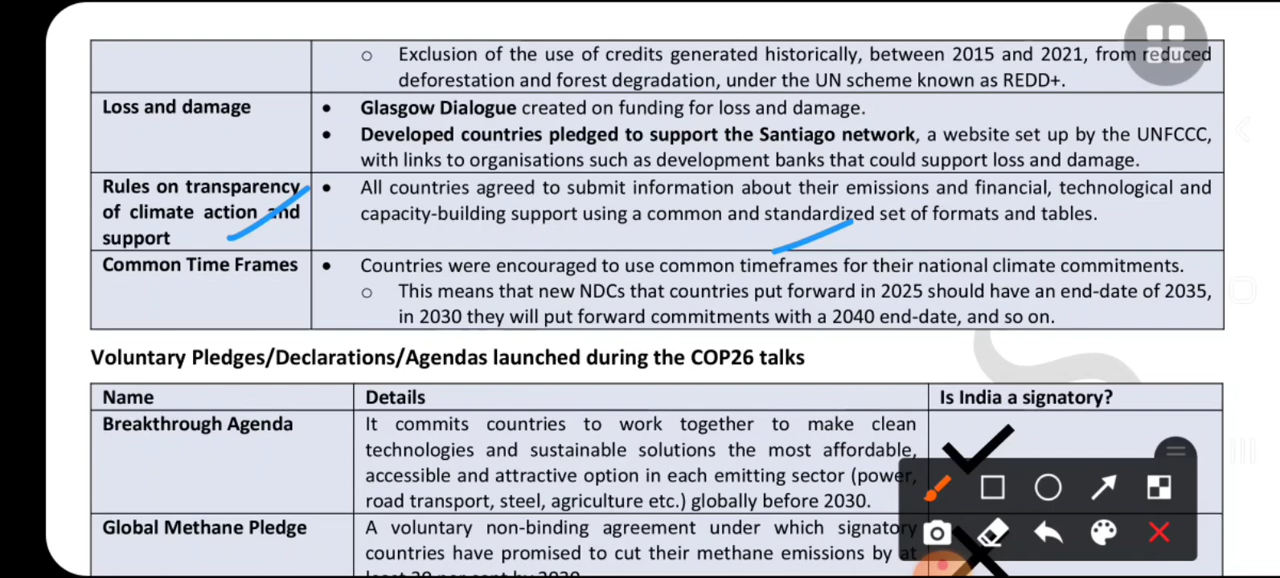 ○ Exclusion of the use of credits generated historically, between 2015 and 2021, from reduced
deforestation and forest degradation, under the UN scheme known as REDD+.
Loss and damage
• Glasgow Dialogue created on funding for loss and damage.
• Developed countries pledged to support the Santiago network, a website set up by the UNFCCC,
with links to organisations such as development banks that could support loss and damage.
Rules on transparency
of climate action and
support
• All countries agreed to submit information about their emissions and financial, technological and
capacity-building support using a common and standardized set of formats and tables.
Common Time Frames
• Countries were encouraged to use common timeframes for their national climate commitments.
○ This means that new NDCs that countries put forward in 2025 should have an end-date of 2035,
in 2030 they will put forward commitments with a 2040 end-date, and so on.
Voluntary Pledges/Declarations/Agendas launched during the COP26 talks
Name Details Is India a signatory?
Breakthrough Agenda
It commits countries to work together to make clean
technologies and sustainable solutions the most affordable,
accessible and attractive option in each emitting sector (power,
road transport, steel, agriculture etc.) globally before 2030.
Global Methane Pledge
A voluntary non-binding agreement under which signatory
countries have promised to cut their methane emissions by at